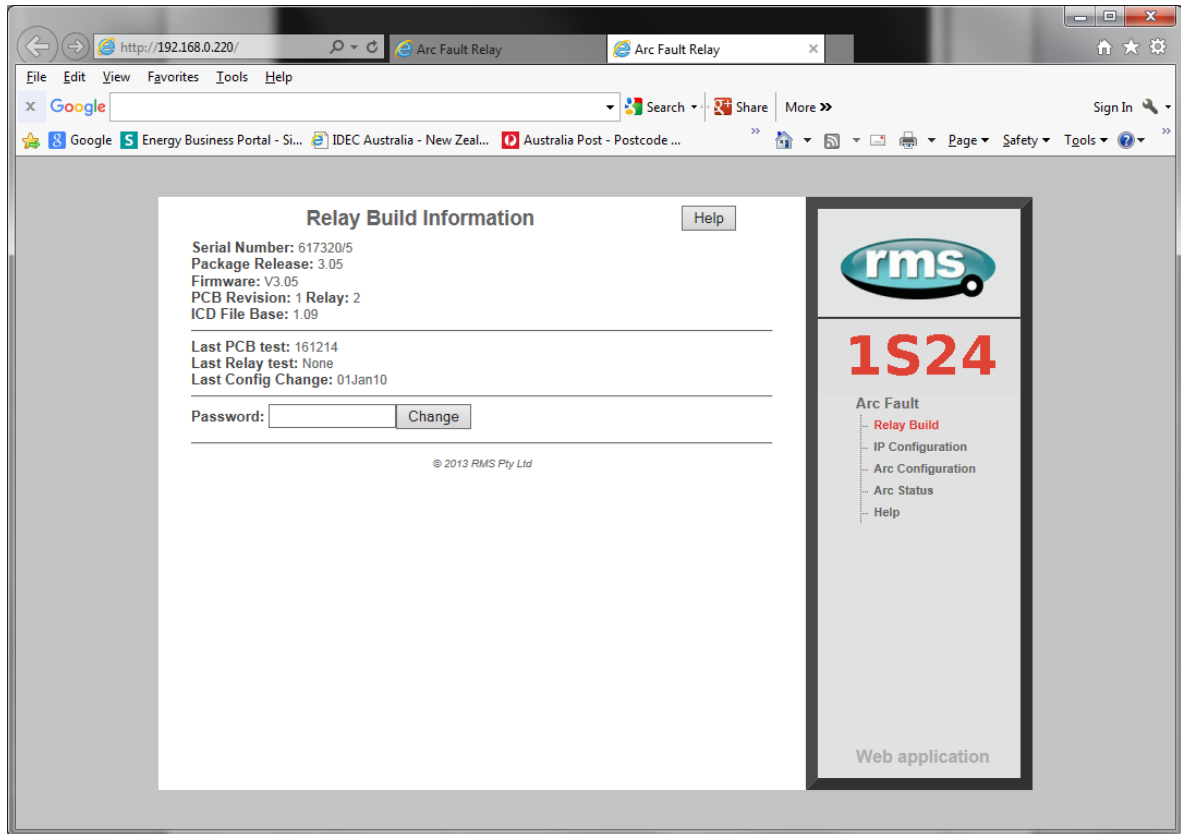 http://192.168.0.220/
Arc Fault Relay
Arc Fault Relay
File Edit View Favorites Tools Help
x Google Search Share More »
Sign In
Google Energy Business Portal - Si... IDEC Australia - New Zeal... Australia Post - Postcode ... » Page Safety Tools »
Relay Build Information
Help
Serial Number: 617320/5
Package Release: 3.05
Firmware: V3.05
PCB Revision: 1 Relay: 2
ICD File Base: 1.09
Last PCB test: 161214
Last Relay test: None
Last Config Change: 01Jan10
Password: Change
© 2013 RMS Pty Ltd
rms
1S24
Arc Fault
Relay Build
IP Configuration
Arc Configuration
Arc Status
Help
Web application